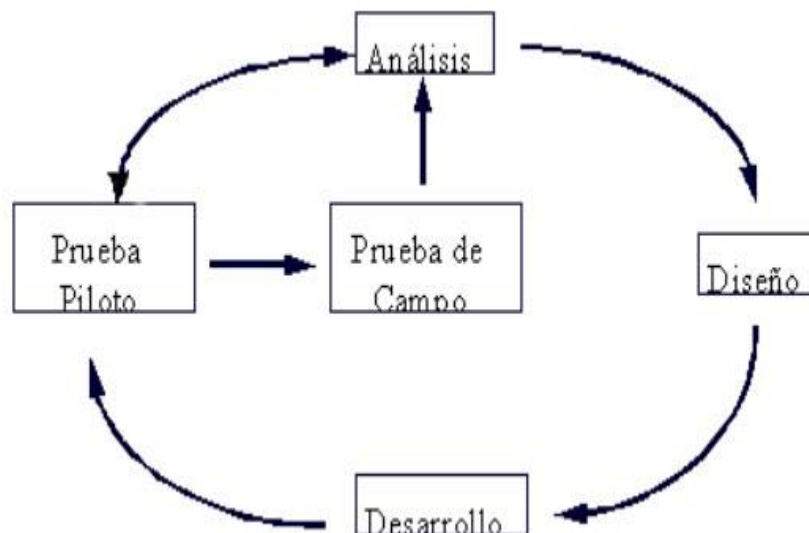 Análisis
Prueba
Piloto
Prueba de
Campo
Diseño
Desarrollo